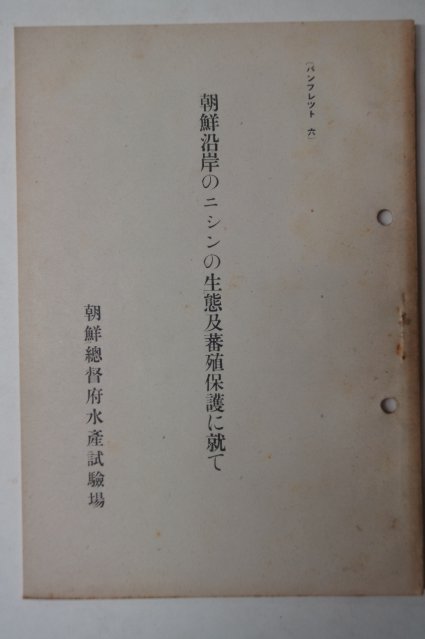 （パンフレツト　六）
朝鮮沿岸のニシンの生態及蕃殖保護に就て
朝鮮總督府水產試驗場